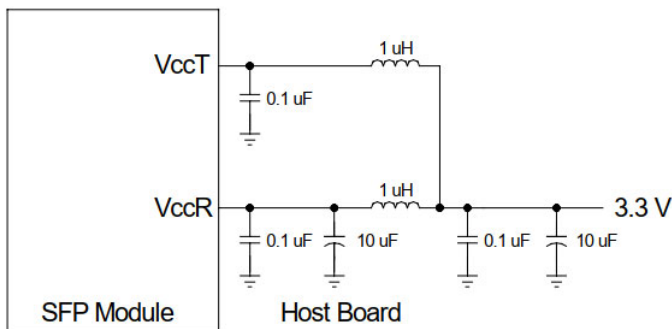 1 uH
VccT
0.1 uF
1 uH
VccR
3.3 V
0.1 uF
10 uF
0.1 uF
10 uF
SFP Module
Host Board